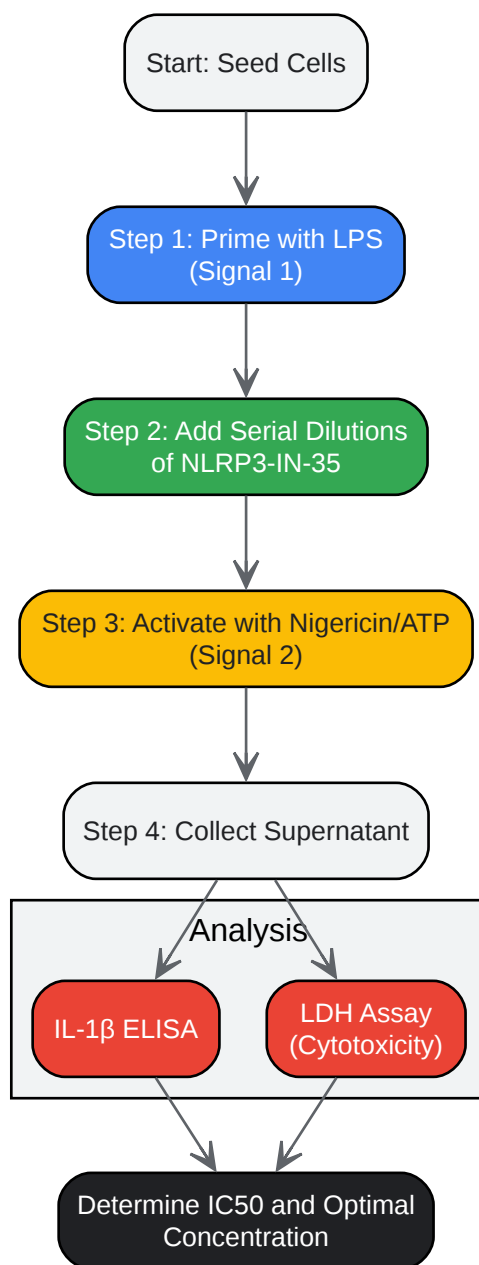 Start: Seed Cells
Step 1: Prime with LPS
(Signal 1)
Step 2: Add Serial Dilutions
of NLRP3-IN-35
Step 3: Activate with Nigericin/ATP
(Signal 2)
Step 4: Collect Supernatant
Analysis
IL-1β ELISA
LDH Assay
(Cytotoxicity)
Determine IC50 and Optimal
Concentration